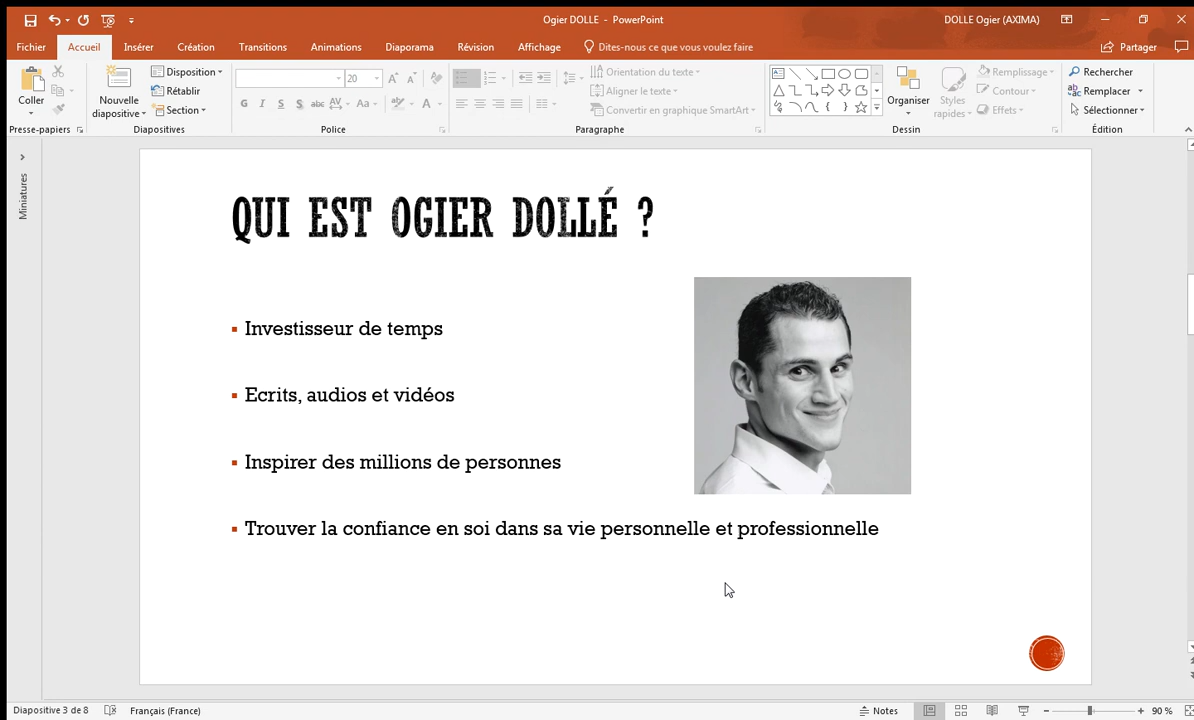 Ogier DOLLE - PowerPoint
DOLLE Ogier (AXIMA)
Fichier Accueil Insérer Création Transitions Animations Diaporama Révision Affichage Dites-nous ce que vous voulez faire Partager
Coller
Presse-papiers
Nouvelle diapositive
Disposition
Rétablir
Section
Diapositives
20
G I S S abc AV Aa A
Police
Orientation du texte
Aligner le texte
Convertir en graphique SmartArt
Paragraphe
Organiser
Styles rapides
Remplissage
Contour
Effets
Dessin
Rechercher
Remplacer
Sélectionner
Édition
Miniatures
QUI EST OGIER DOLLÉ ?
Investisseur de temps
Ecrits, audios et vidéos
Inspirer des millions de personnes
Trouver la confiance en soi dans sa vie personnelle et professionnelle
Diapositive 3 de 8 Français (France) Notes 90 %